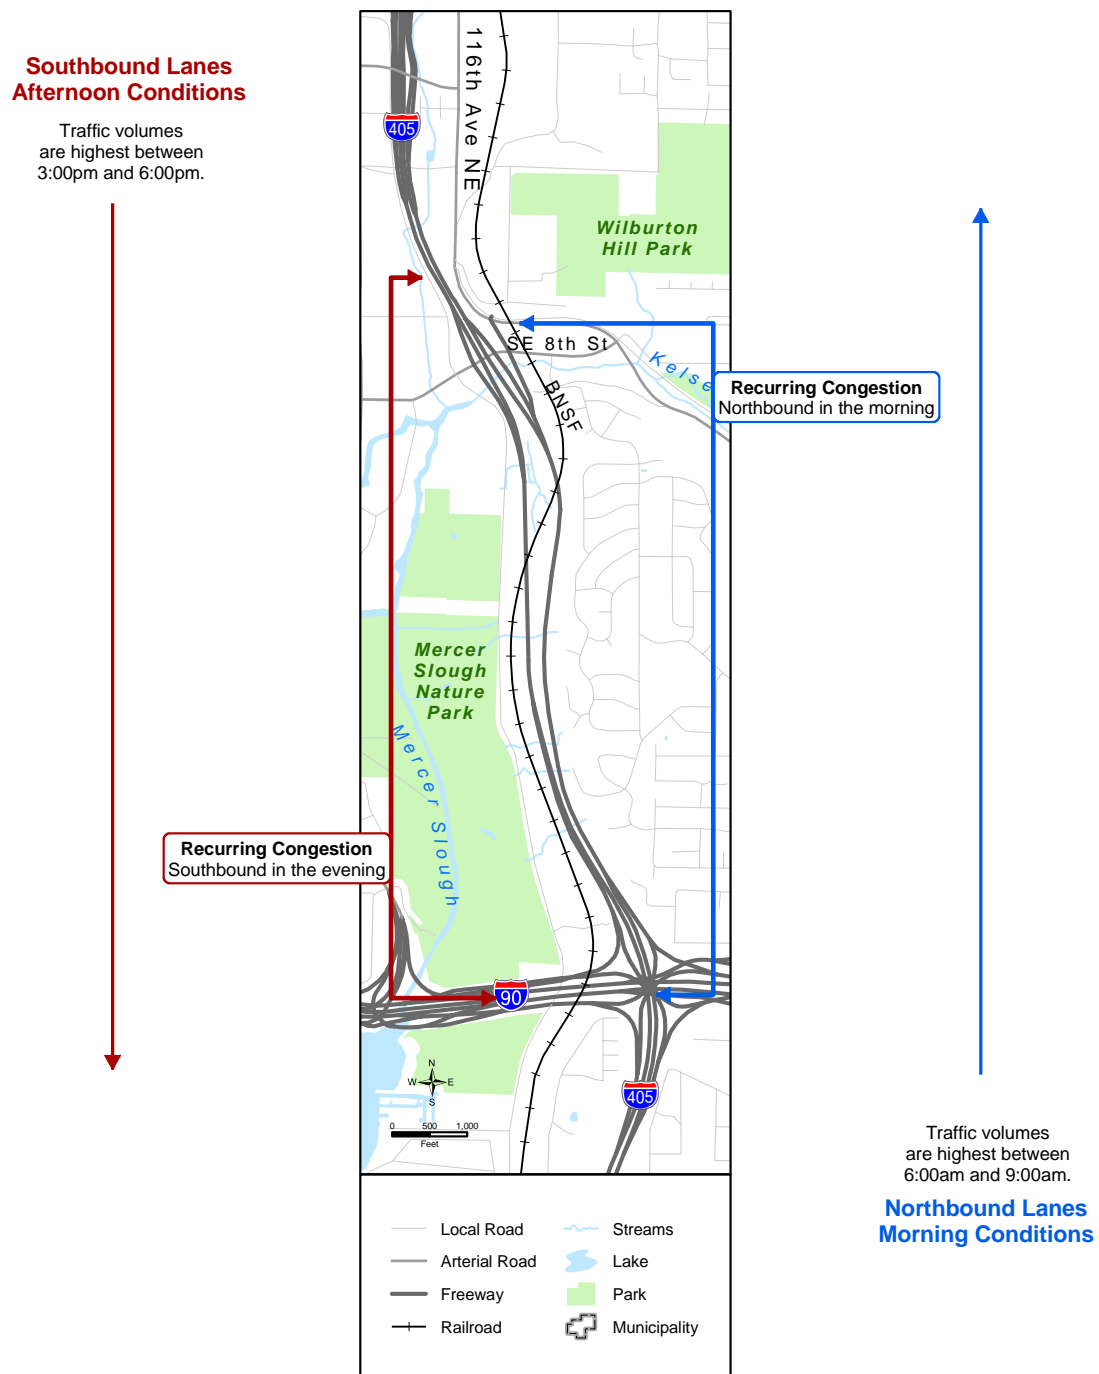 Southbound Lanes
Afternoon Conditions
Traffic volumes
are highest between
3:00pm and 6:00pm.
405
116th Ave NE
Wilburton
Hill Park
SE 8th St
Kelse
BNSF
Recurring Congestion
Northbound in the morning
Mercer
Slough
Nature
Park
Mercer Slough
Recurring Congestion
Southbound in the evening
90
N
W E
S
405
0 500 1,000
Feet
Traffic volumes
are highest between
6:00am and 9:00am.
Northbound Lanes
Morning Conditions
Local Road
Arterial Road
Freeway
Railroad
Streams
Lake
Park
Municipality